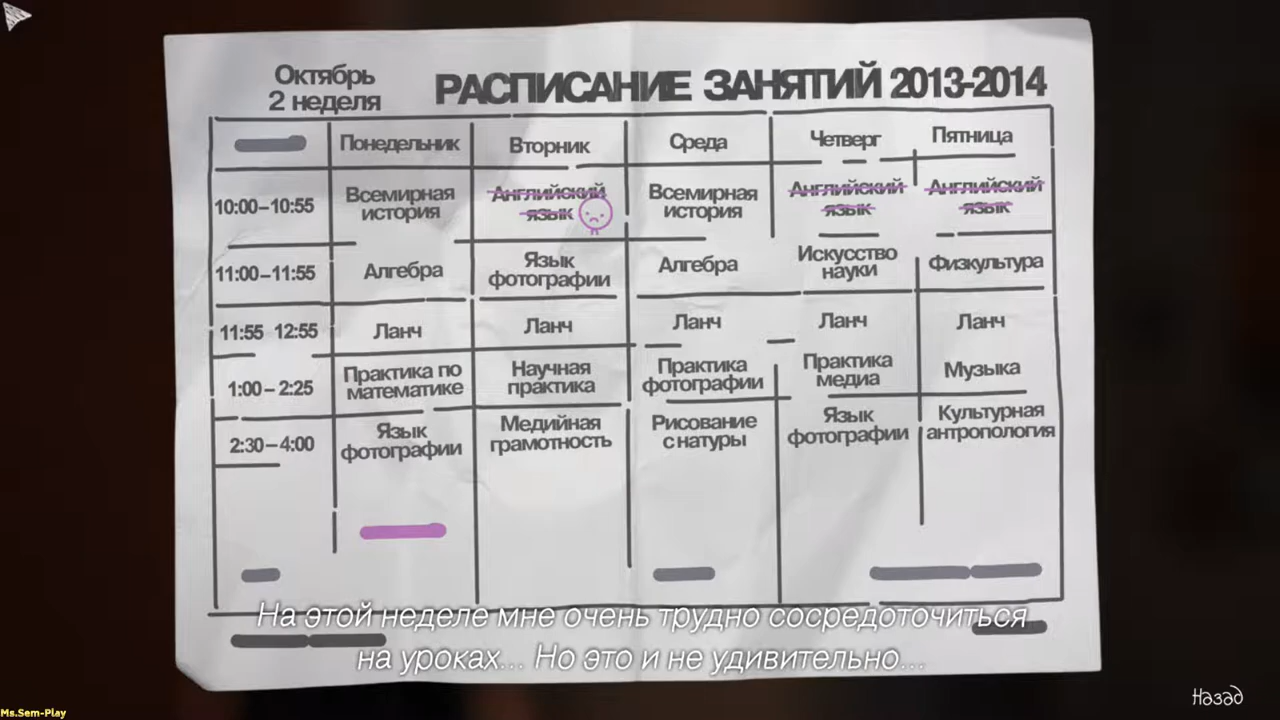 Октябрь
2 неделя
РАСПИСАНИЕ ЗАНЯТИЙ 2013-2014
Понедельник
Вторник
Среда
Четверг
Пятница
10:00–10:55
Всемирная
история
Английский
язык
Всемирная
история
Английский
язык
Английский
язык
11:00–11:55
Алгебра
Язык
фотографии
Алгебра
Искусство
науки
Физкультура
11:55 12:55
Ланч
Ланч
Ланч
Ланч
Ланч
1:00–2:25
Практика по
математике
Научная
практика
Практика
фотографии
Практика
медиа
Музыка
2:30–4:00
Язык
фотографии
Медийная
грамотность
Рисование
с натуры
Язык
фотографии
Культурная
антропология
На этой неделе мне очень трудно сосредоточиться
на уроках... Но это и не удивительно...
Назад
Ms.Sem-Play